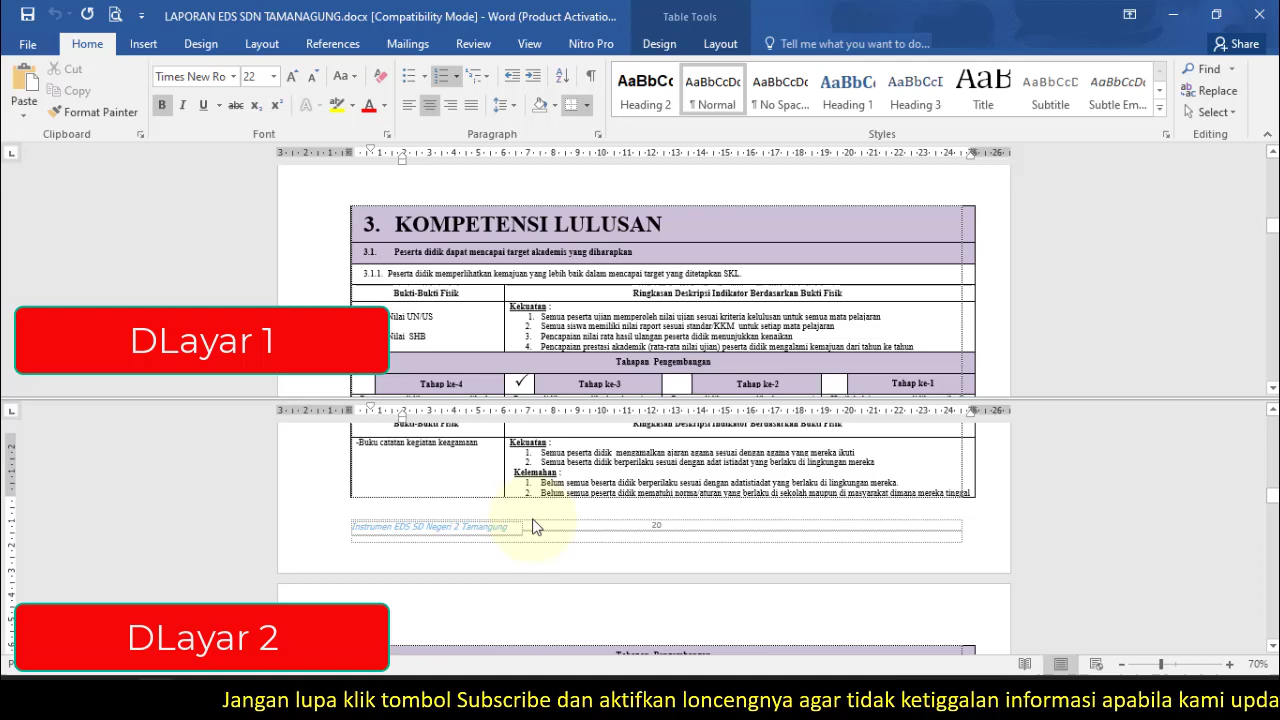 LAPORAN EDS SDN TAMANAGUNG.docx [Compatibility Mode] - Word (Product Activatio...
Table Tools
File Home Insert Design Layout References Mailings Review View Nitro Pro Design Layout Tell me what you want to do... Share
Paste
Cut
Copy
Format Painter
Clipboard
Times New Ro 22
Font
Paragraph
AaBbCc Heading 2
AaBbCcDc ¶ Normal
AaBbCcDc ¶ No Spac...
AaBbCc Heading 1
AaBbCcI Heading 3
AaB Title
AaBbCcD Subtitle
AaBbCcD Subtle Em...
Styles
Find
Replace
Select
Editing
3. KOMPETENSI LULUSAN
3.1. Peserta didik dapat mencapai target akademis yang diharapkan
3.1.1. Peserta didik memperlihatkan kemajuan yang lebih baik dalam mencapai target yang ditetapkan SKL.
Bukti-Bukti Fisik Ringkasan Deskripsi Indikator Berdasarkan Bukti Fisik
Kekuatan :
Nilai UN/US
1. Semua peserta ujian memperoleh nilai ujian sesuai kriteria kelulusan untuk semua mata pelajaran
2. Semua siswa memiliki nilai raport sesuai standar/KKM untuk setiap mata pelajaran
Nilai SHB
3. Pencapaian nilai rata hasil ulangan peserta didik menunjukkan kenaikan
4. Pencapaian prestasi akademik (rata-rata nilai ujian) peserta didik mengalami kemajuan dari tahun ke tahun
Tahapan Pengembangan
Tahap ke-4 ✓ Tahap ke-3 Tahap ke-2 Tahap ke-1
DLayar 1
Bukti-Bukti Fisik Ringkasan Deskripsi Indikator Berdasarkan Bukti Fisik
-Buku catatan kegiatan keagamaan Kekuatan :
1. Semua peserta didik mengamalkan ajaran agama sesuai dengan agama yang mereka ikuti
2. Semua beserta didik berperilaku sesuai dengan adat istiadat yang berlaku di lingkungan mereka
Kelemahan :
1. Belum semua beserta didik berperilaku sesuai dengan adatistiadat yang berlaku di lingkungan mereka.
2. Belum semua peserta didik mematuhi norma/aturan yang berlaku di sekolah maupun di masyarakat dimana mereka tinggal
Instrumen EDS SD Negeri 2 Tamangung 20
DLayar 2
Tahapan Pengembangan
70%
Jangan lupa klik tombol Subscribe dan aktifkan loncengnya agar tidak ketiggalan informasi apabila kami upda